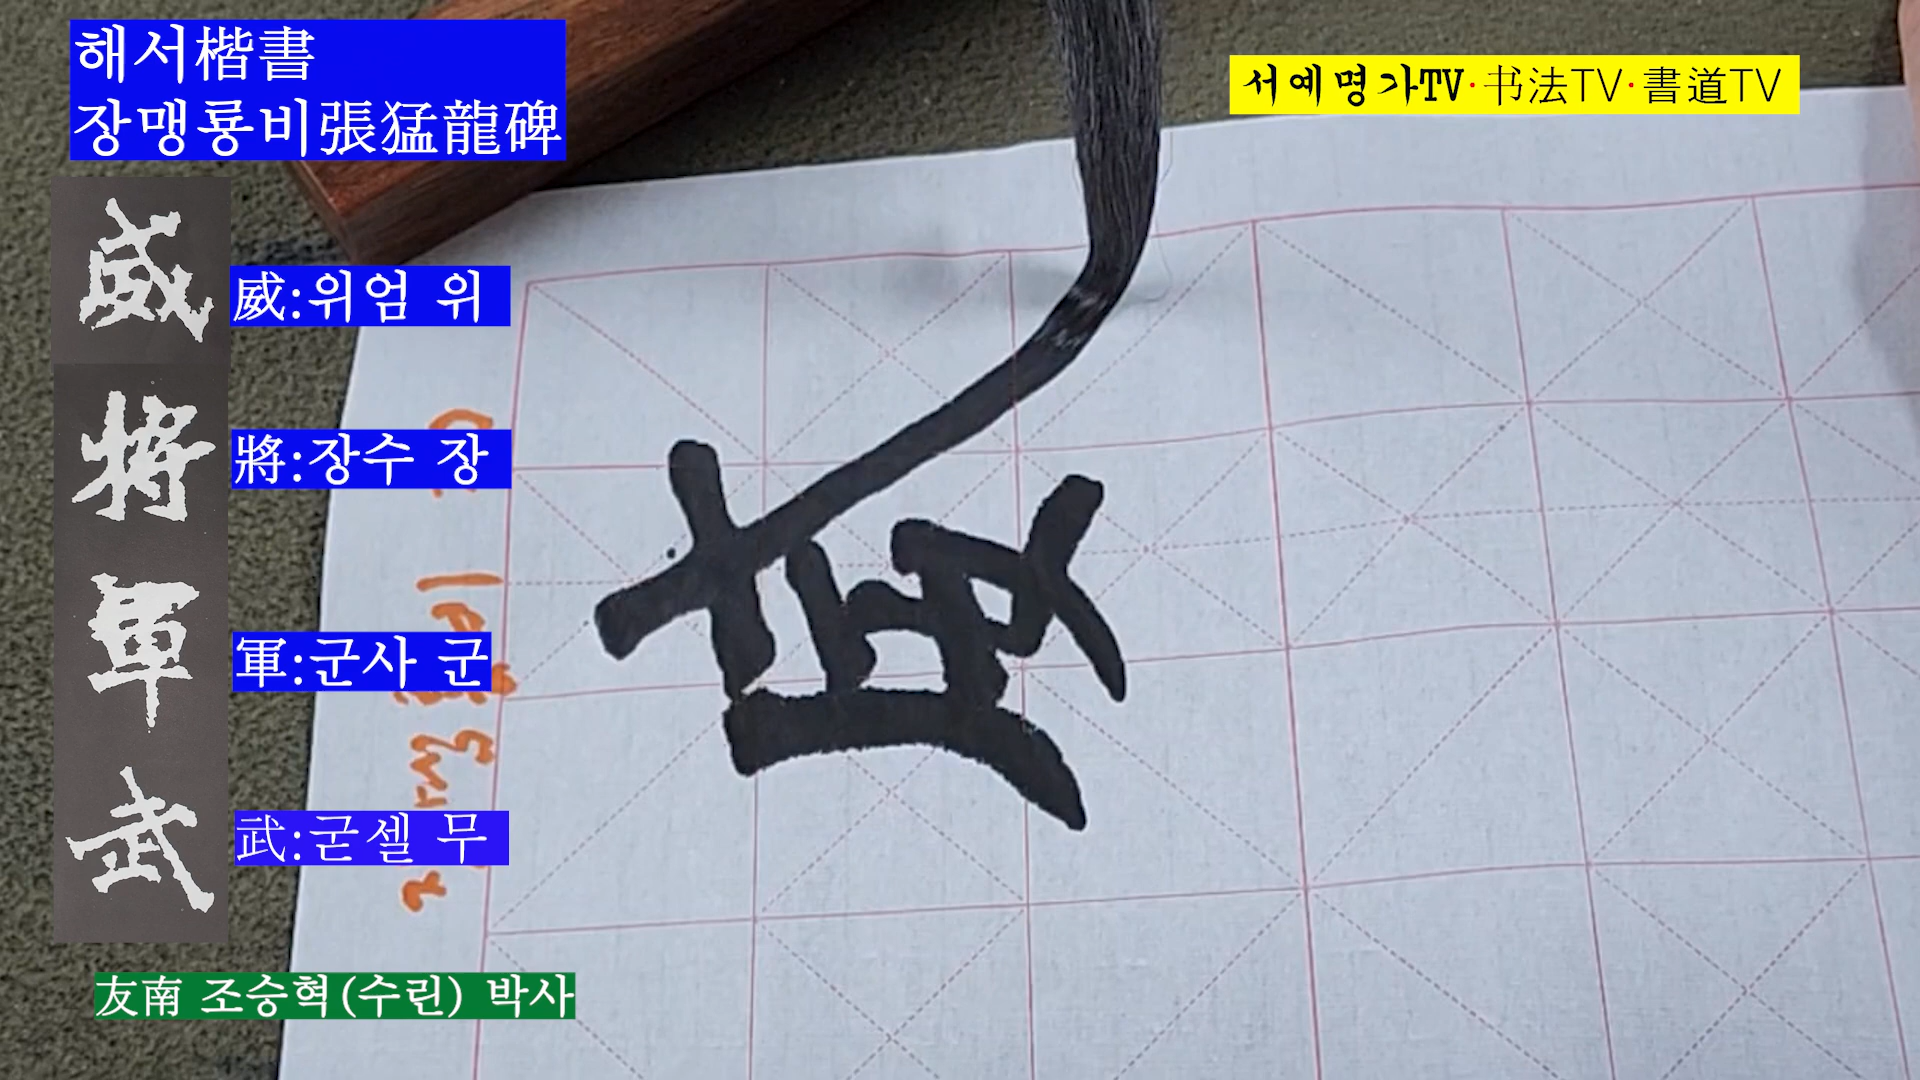 해서楷書
장맹룡비張猛龍碑
서예명가TV·书法TV·書道TV
威
威:위엄 위
將
將:장수 장
軍
軍:군사 군
武
武:굳셀 무
友南 조승혁(수린) 박사